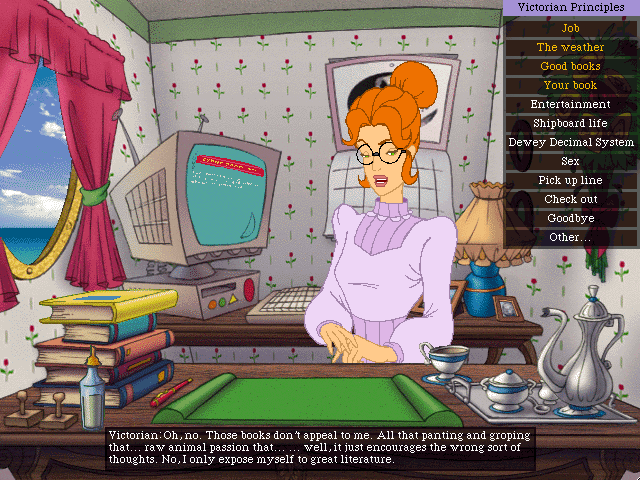 Victorian Principles
Job
The weather
Good books
Your book
Entertainment
Shipboard life
Dewey Decimal System
Sex
Pick up line
Check out
Goodbye
Other...
Victorian: Oh, no. Those books don't appeal to me. All that panting and groping
that... raw animal passion that... ... well, it just encourages the wrong sort of
thoughts. No, I only expose myself to great literature.